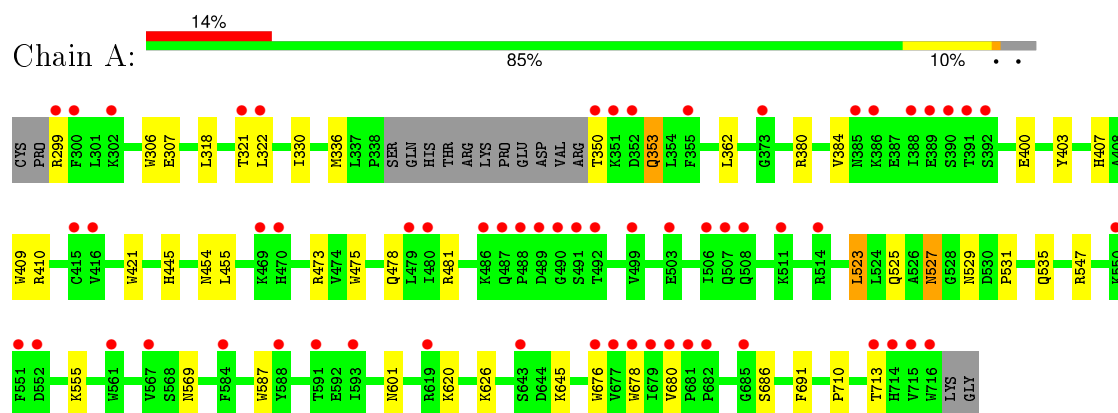 14%
Chain A:
85% 10% • •
CYS PRO R299 F300 L301 K302 W306 E307 L318 T321 L322 I330 M336 L337 P338 SER GLN HIS THR ARG LYS PRO GLU ASP VAL ARG T350 K351 D352 Q353 L354 F355 L362 G373 R380 V384 N385 K386 E387 I388 E389 S390 T391 S392 E400 Y403 H407 A408
W409 R410 C415 V416 W421 H445 N454 L455 K469 H470 R473 V474 W475 Q478 L479 I480 R481 K486 Q487 P488 D489 G490 S491 T492 V499 E503 I506 Q507 Q508 K511 R514 L523 L524 Q525 A526 N527 G528 N529 D530 P531 Q535 R547 K550
F551 D552 K555 W561 V567 S568 N569 F584 W587 Y588 T591 E592 I593 N601 R619 K620 K626 S643 D644 K645 W676 V677 W678 I679 V680 P681 P682 G685 S686 F691 P710 T713 H714 V715 W716 LYS GLY